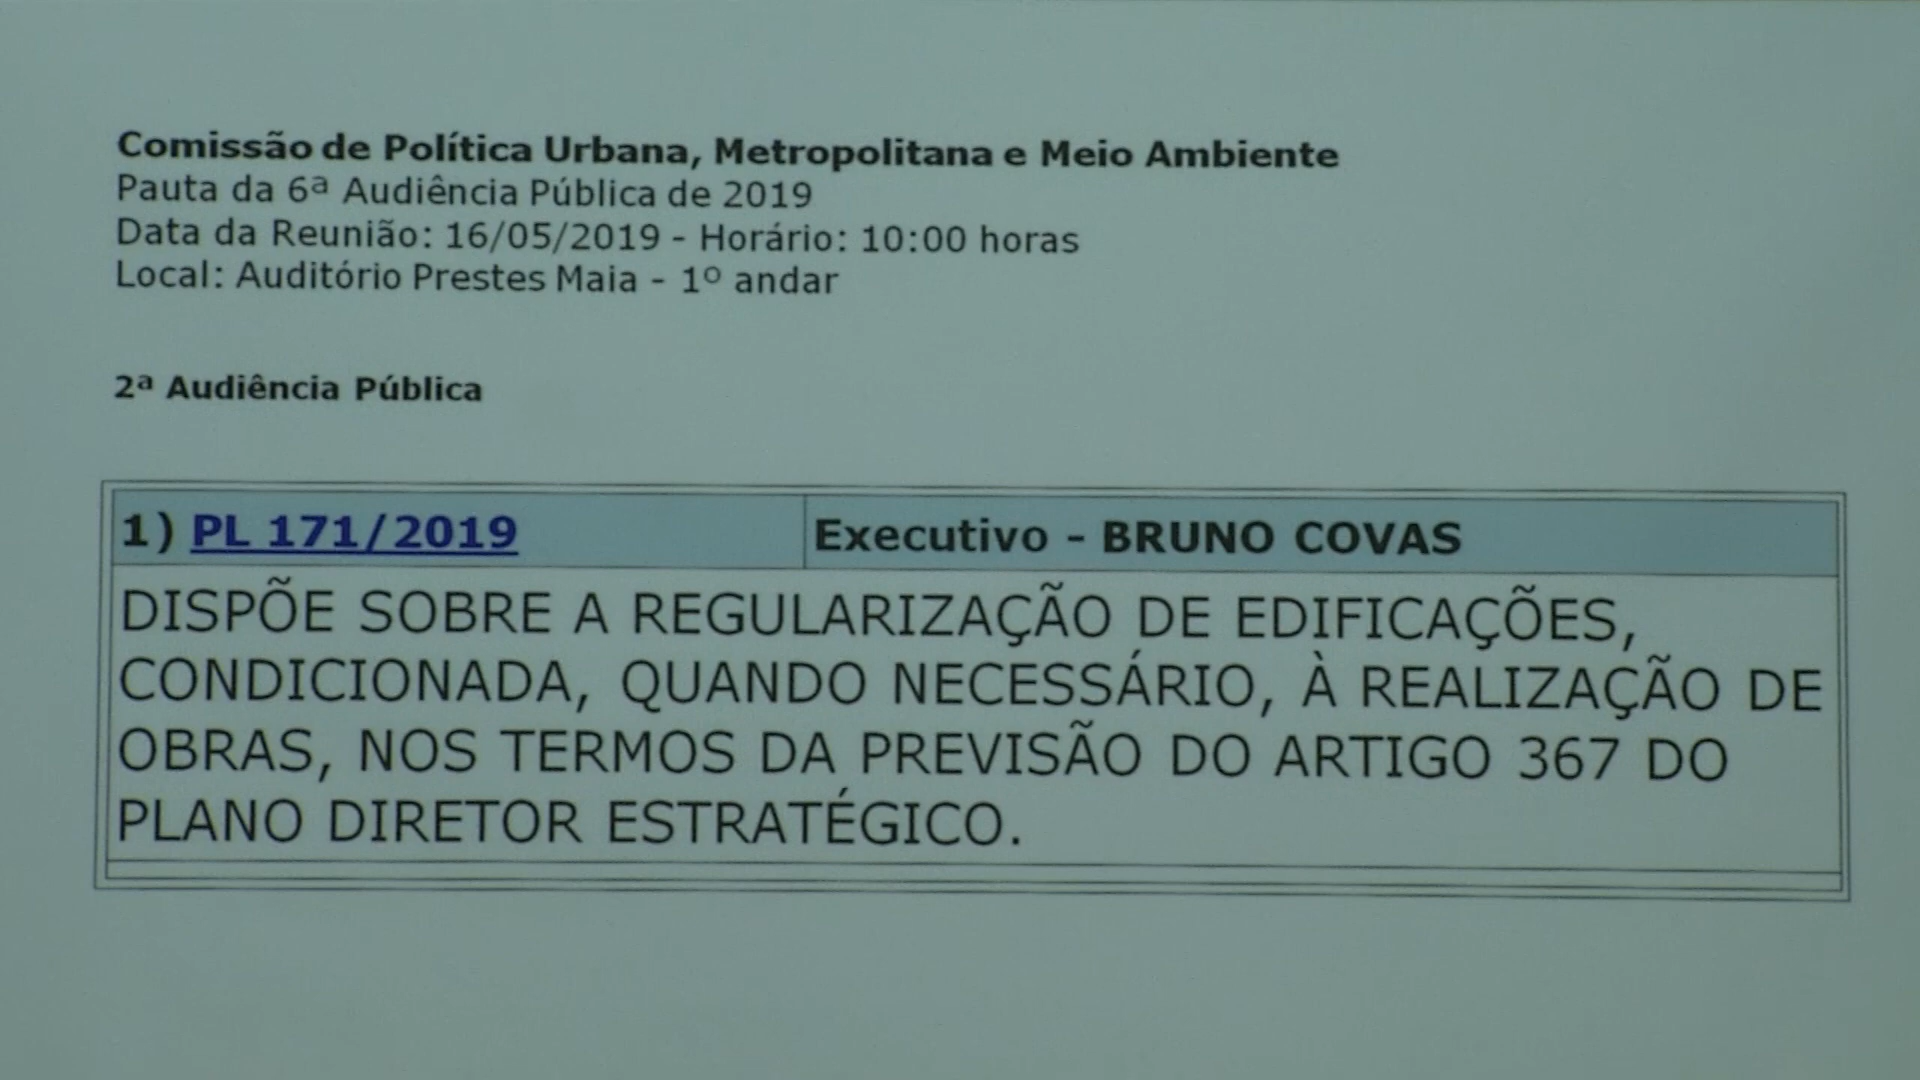 Comissão de Política Urbana, Metropolitana e Meio Ambiente
Pauta da 6ª Audiência Pública de 2019
Data da Reunião: 16/05/2019 - Horário: 10:00 horas
Local: Auditório Prestes Maia - 1º andar
2ª Audiência Pública
1) PL 171/2019 Executivo - BRUNO COVAS
DISPÕE SOBRE A REGULARIZAÇÃO DE EDIFICAÇÕES,
CONDICIONADA, QUANDO NECESSÁRIO, À REALIZAÇÃO DE
OBRAS, NOS TERMOS DA PREVISÃO DO ARTIGO 367 DO
PLANO DIRETOR ESTRATÉGICO.